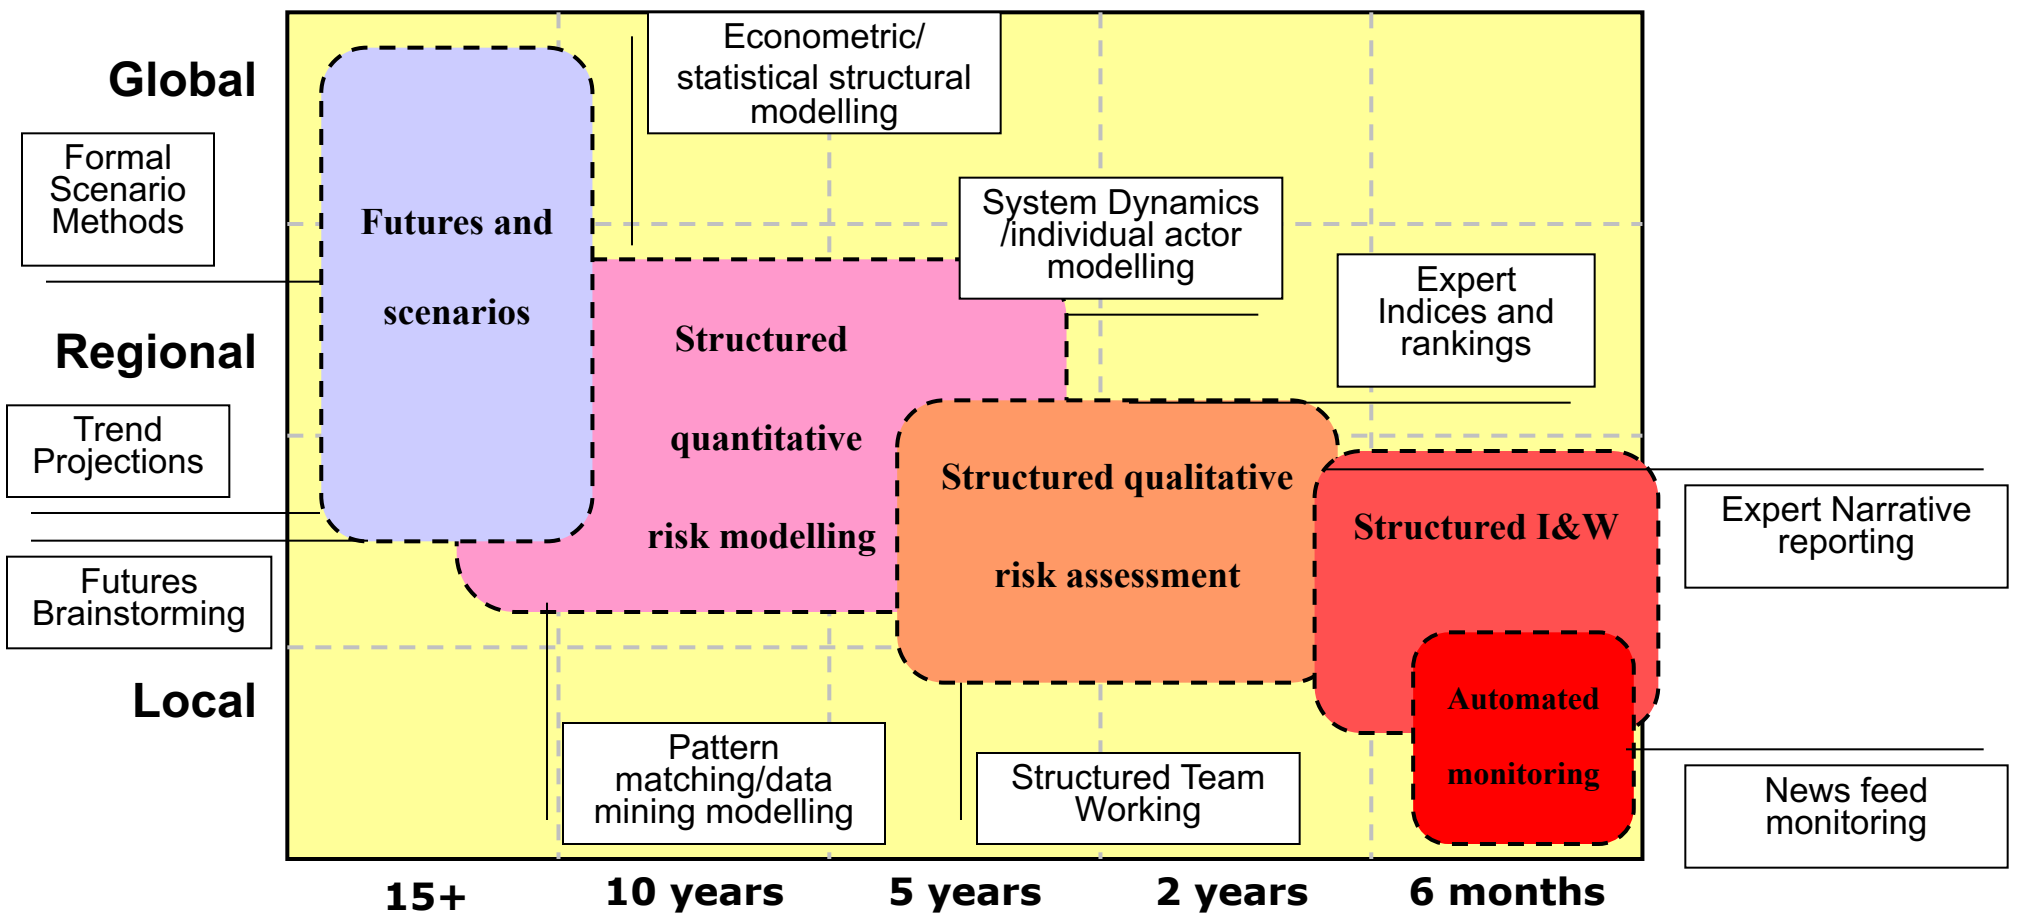 Global
Regional
Local
Formal
Scenario
Methods
Trend
Projections
Futures
Brainstorming
Econometric/
statistical structural
modelling
System Dynamics
/individual actor
modelling
Expert
Indices and
rankings
Futures and
scenarios
Structured
quantitative
risk modelling
Structured qualitative
risk assessment
Structured I&W
Automated
monitoring
Expert Narrative
reporting
News feed
monitoring
Pattern
matching/data
mining modelling
Structured Team
Working
15+
10 years
5 years
2 years
6 months